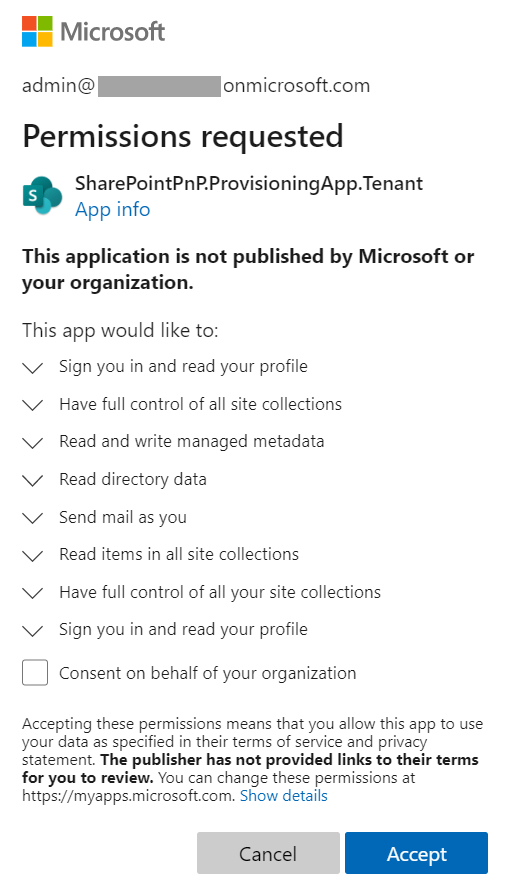 Microsoft
admin@ onmicrosoft.com
Permissions requested
S
SharePointPnP.ProvisioningApp.Tenant
App info
This application is not published by Microsoft or
your organization.
This app would like to:
Sign you in and read your profile
Have full control of all site collections
Read and write managed metadata
Read directory data
Send mail as you
Read items in all site collections
Have full control of all your site collections
Sign you in and read your profile
Consent on behalf of your organization
Accepting these permissions means that you allow this app to use
your data as specified in their terms of service and privacy
statement. The publisher has not provided links to their terms
for you to review. You can change these permissions at
https://myapps.microsoft.com. Show details
Cancel
Accept